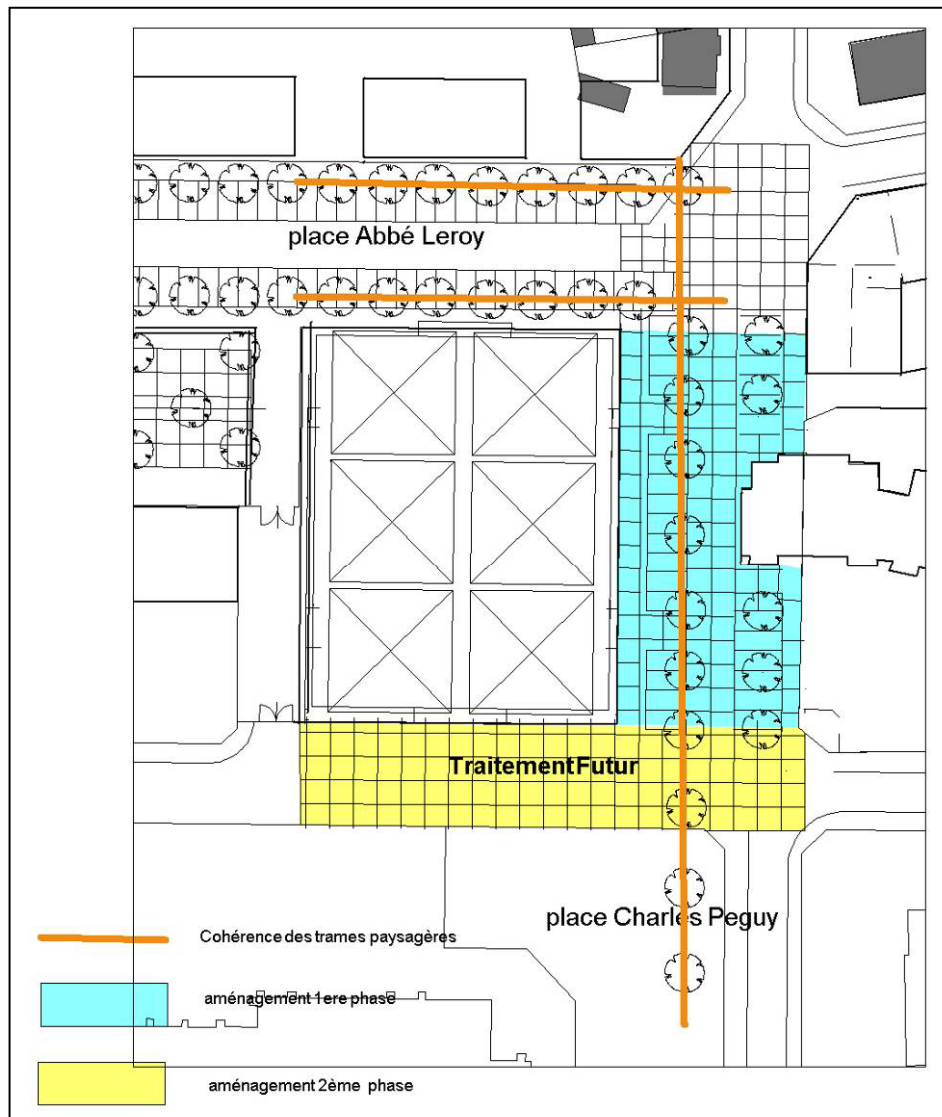 place Abbé Leroy
TraitementFutur
place Charles Peguy
Cohérence des trames paysagères
aménagement 1ere phase
aménagement 2ème phase